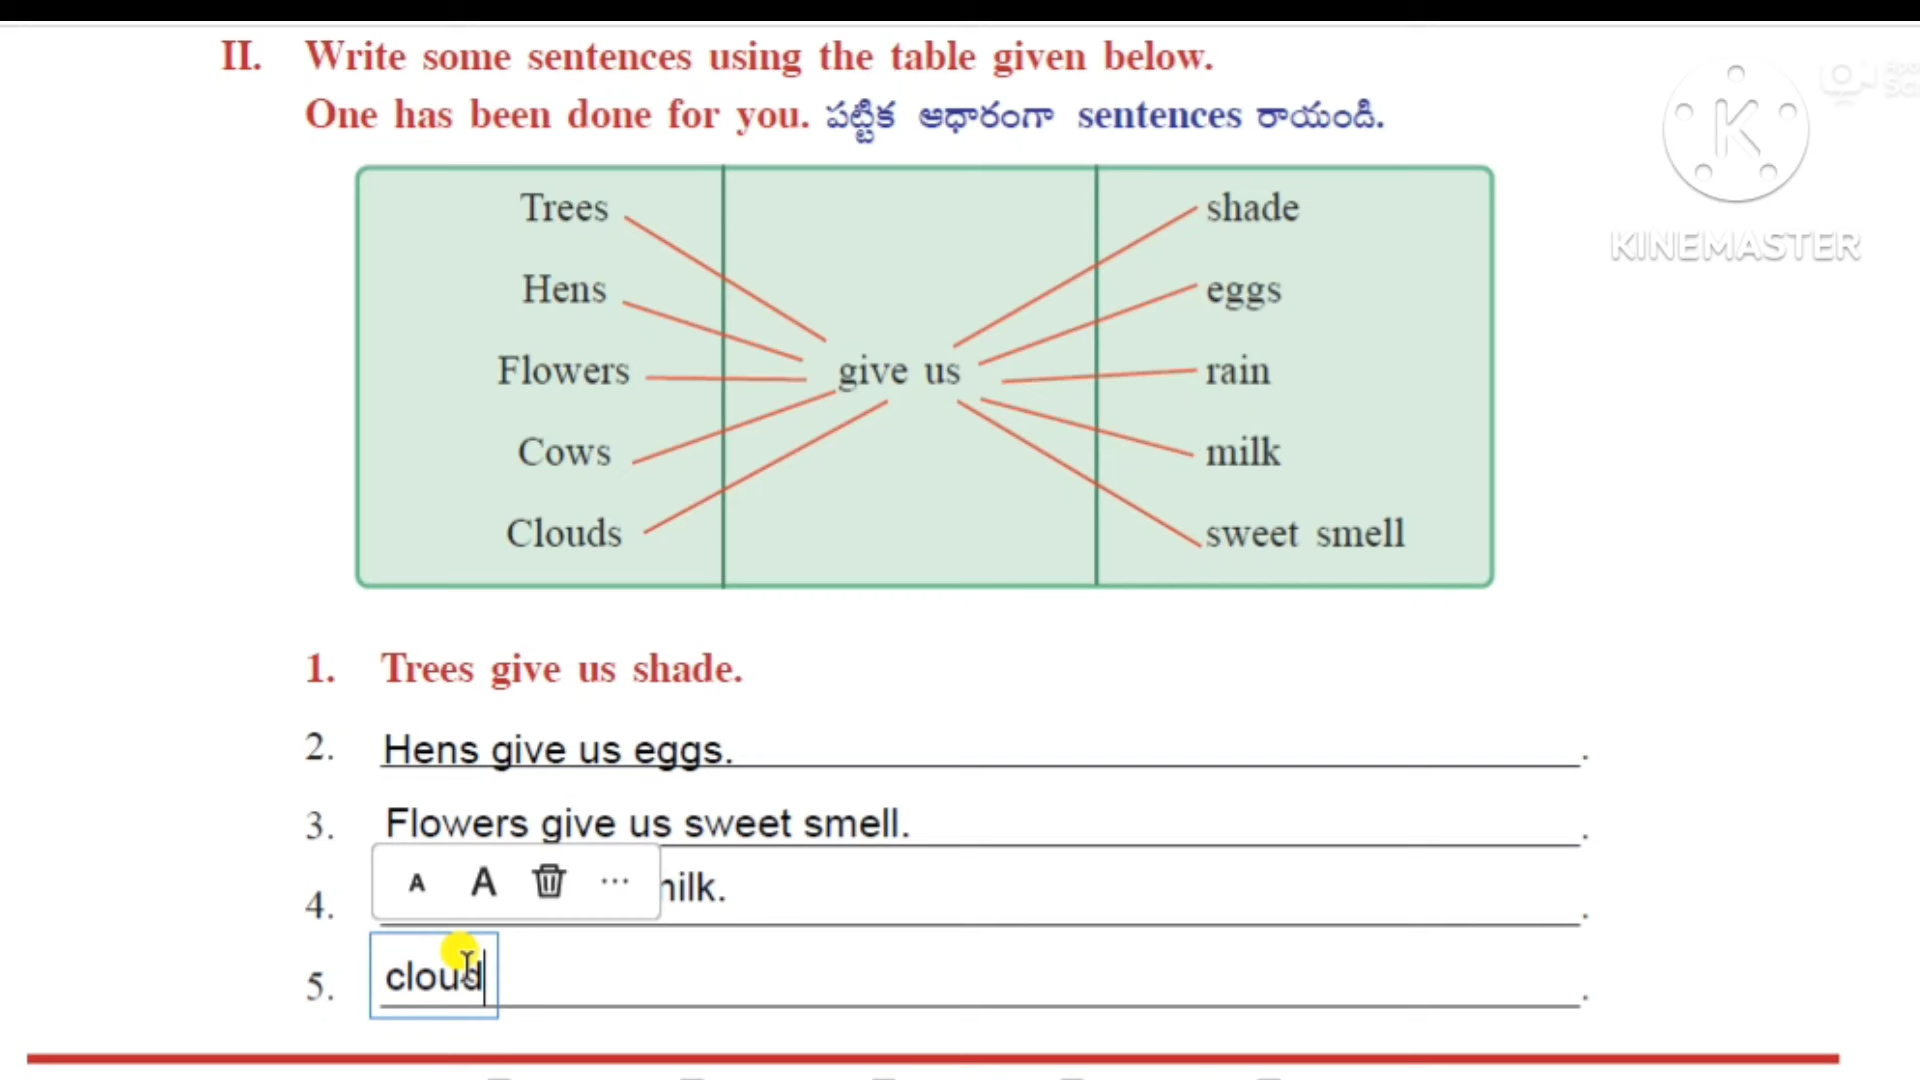 II. Write some sentences using the table given below.
One has been done for you. పట్టిక ఆధారంగా sentences రాయండి.
KINEMASTER
Trees shade
Hens eggs
Flowers give us rain
Cows milk
Clouds sweet smell
1. Trees give us shade.
2. Hens give us eggs. .
3. Flowers give us sweet smell. .
A A ...
4. .
5. cloud .